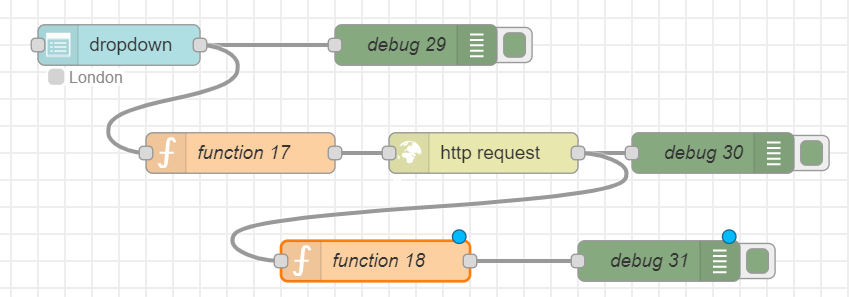 dropdown
debug 29
London
function 17
http request
debug 30
function 18
debug 31